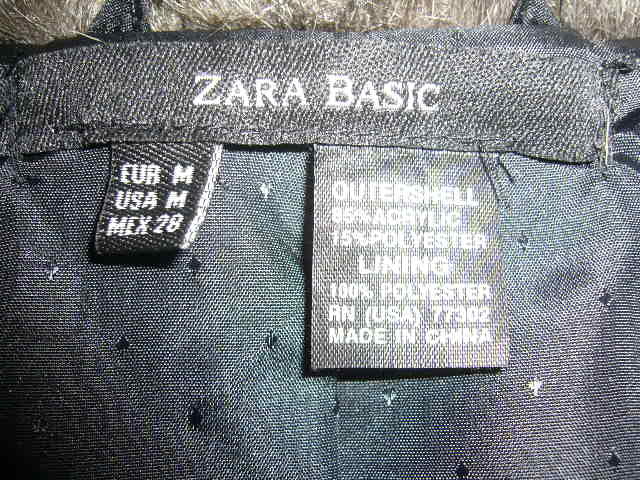 ZARA BASIC
EUR M
USA M
MEX 28
OUTERSHELL
85% ACRYLIC
15% POLYESTER
LINING
100% POLYESTER
RN (USA) 77302
MADE IN CHINA